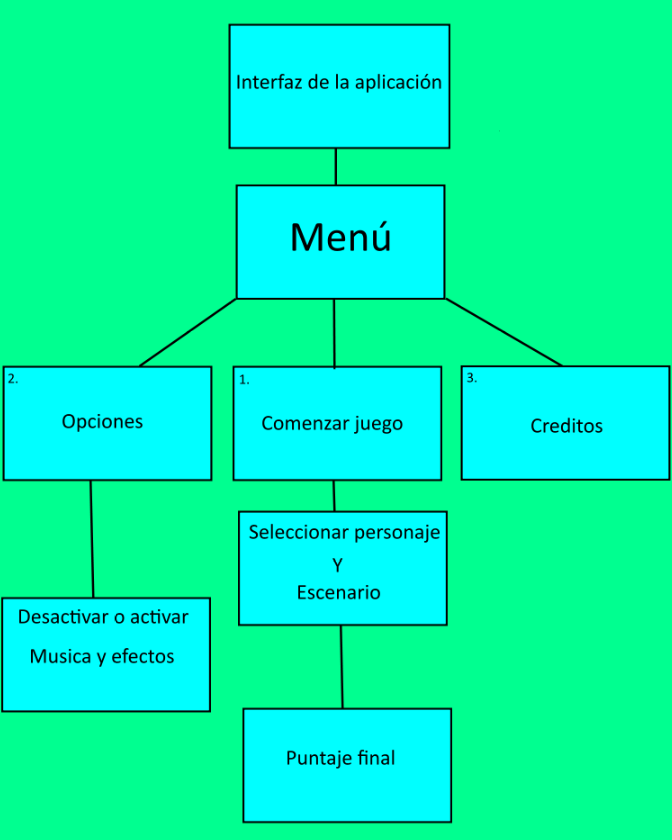 Interfaz de la aplicación
Menú
2.
Opciones
1.
Comenzar juego
3.
Creditos
Seleccionar personaje
Y
Escenario
Desactivar o activar
Musica y efectos
Puntaje final